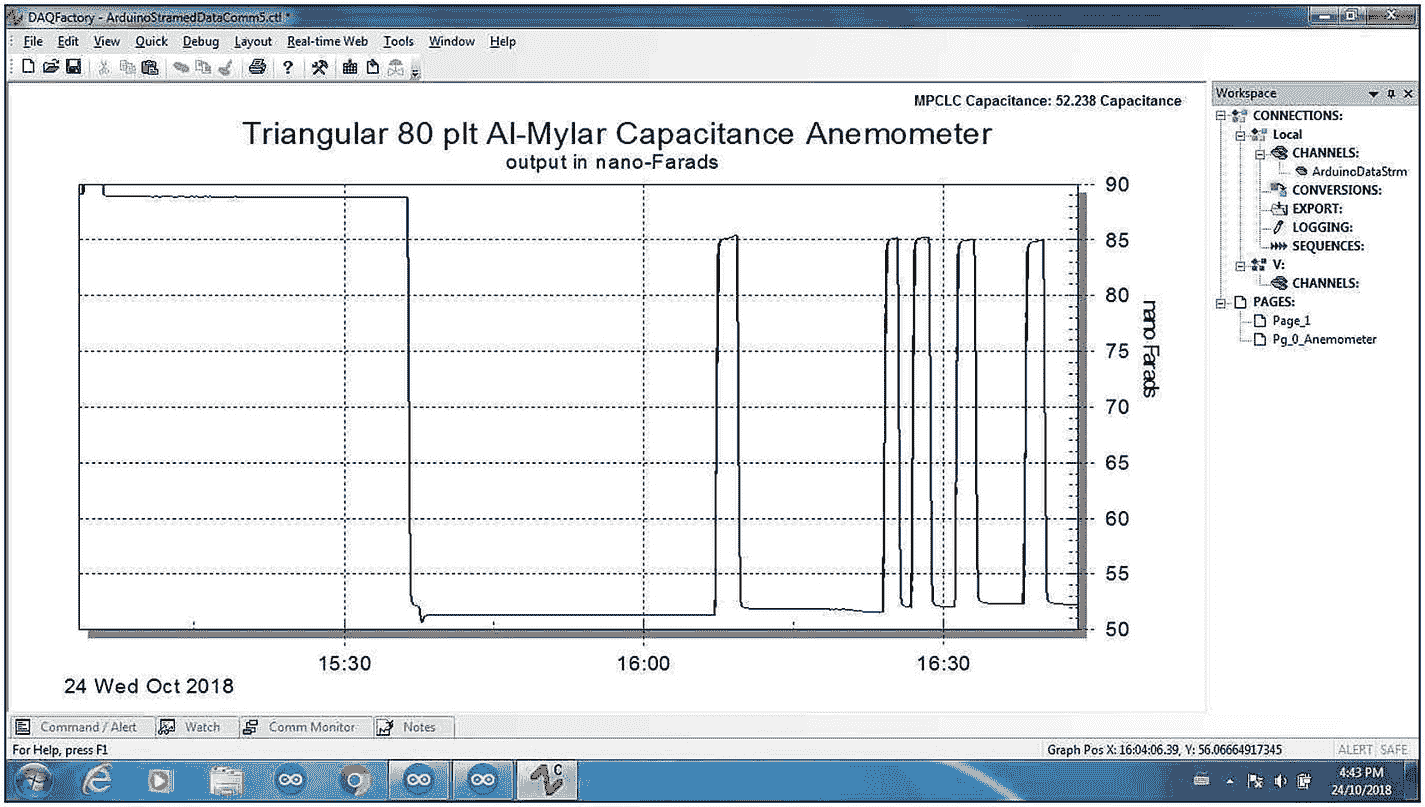 DAQFactory - ArduinoStramedDataComm5.ctl *
File Edit View Quick Debug Layout Real-time Web Tools Window Help
MPCLC Capacitance: 52.238 Capacitance
Triangular 80 plt Al-Mylar Capacitance Anemometer
output in nano-Farads
90
85
80
75
70
65
60
55
50
nano Farads
15:30 16:00 16:30
24 Wed Oct 2018
Workspace
CONNECTIONS:
Local
CHANNELS:
ArduinoDataStrm
CONVERSIONS:
EXPORT:
LOGGING:
SEQUENCES:
V:
CHANNELS:
PAGES:
Page_1
Pg_0_Anemometer
Command / Alert Watch Comm Monitor Notes
For Help, press F1
Graph Pos X: 16:04:06.39, Y: 56.06664917345
ALERT SAFE
C
4:43 PM
24/10/2018